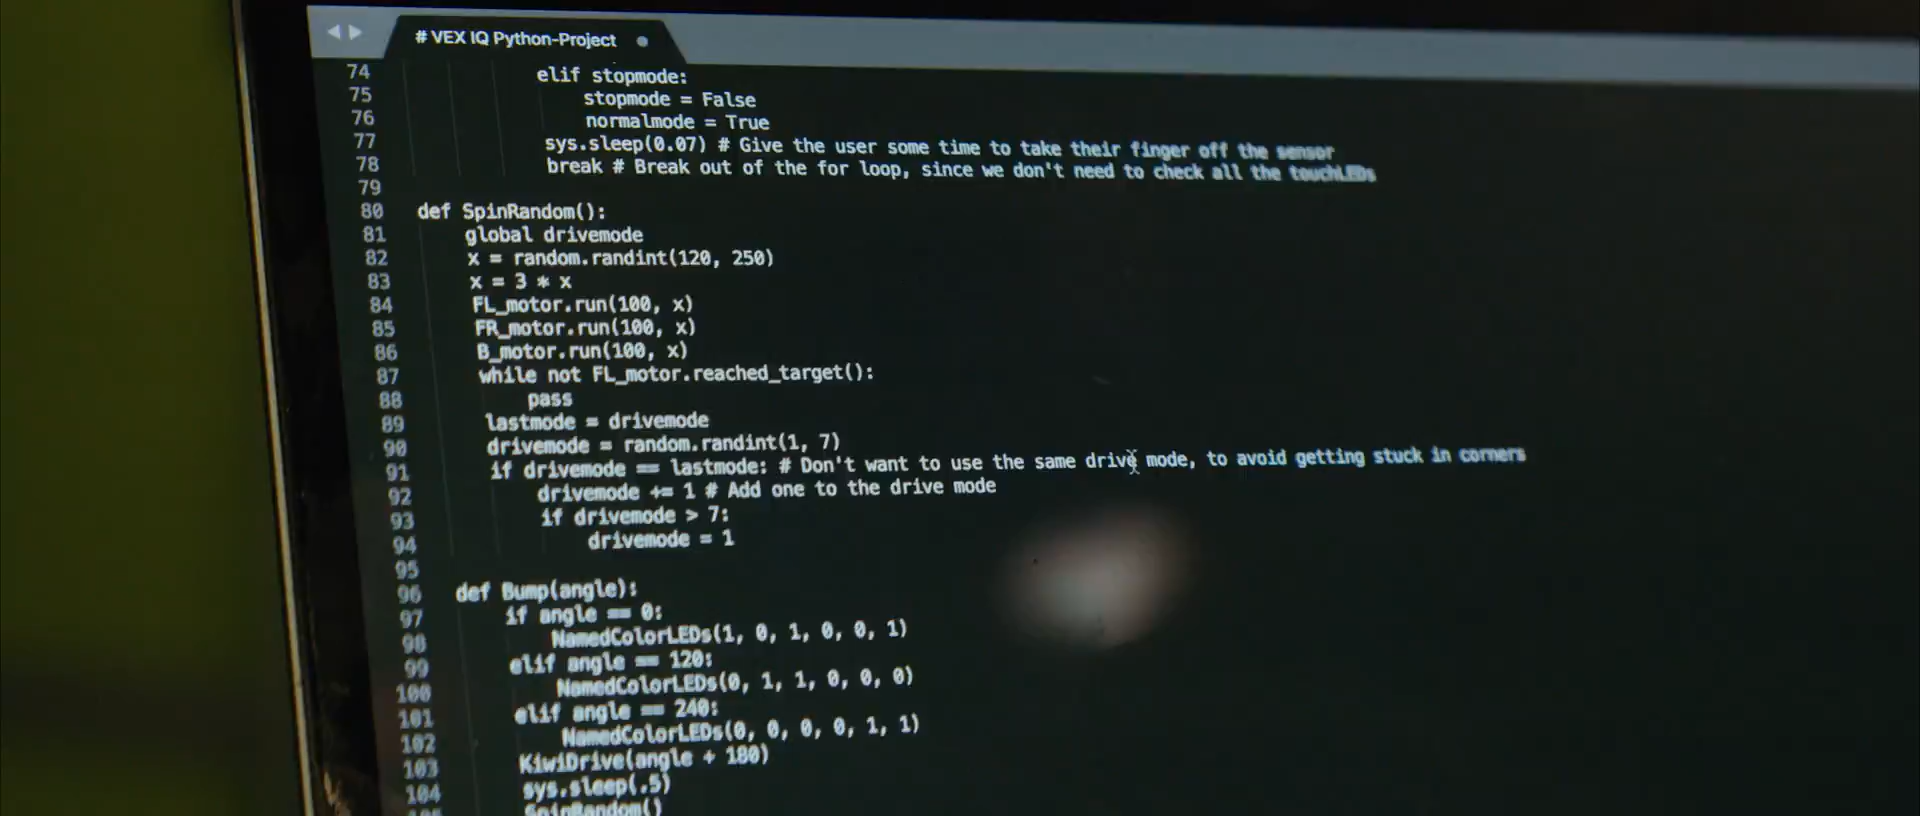 # VEX IQ Python-Project
74 elif stopmode:
75 stopmode = False
76 normalmode = True
77 sys.sleep(0.07) # Give the user some time to take their finger off the sensor
78 break # Break out of the for loop, since we don't need to check all the touchLEDs
79
80 def SpinRandom():
81 global drivemode
82 x = random.randint(120, 250)
83 x = 3 * x
84 FL_motor.run(100, x)
85 FR_motor.run(100, x)
86 B_motor.run(100, x)
87 while not FL_motor.reached_target():
88 pass
89 lastmode = drivemode
90 drivemode = random.randint(1, 7)
91 if drivemode == lastmode: # Don't want to use the same drive mode, to avoid getting stuck in corners
92 drivemode += 1 # Add one to the drive mode
93 if drivemode > 7:
94 drivemode = 1
95
96 def Bump(angle):
97 if angle == 0:
98 NamedColorLEDs(1, 0, 1, 0, 0, 1)
99 elif angle == 120:
100 NamedColorLEDs(0, 1, 1, 0, 0, 0)
101 elif angle == 240:
102 NamedColorLEDs(0, 0, 0, 0, 1, 1)
103 KiwiDrive(angle + 180)
104 sys.sleep(.5)
105 SpinRandom()